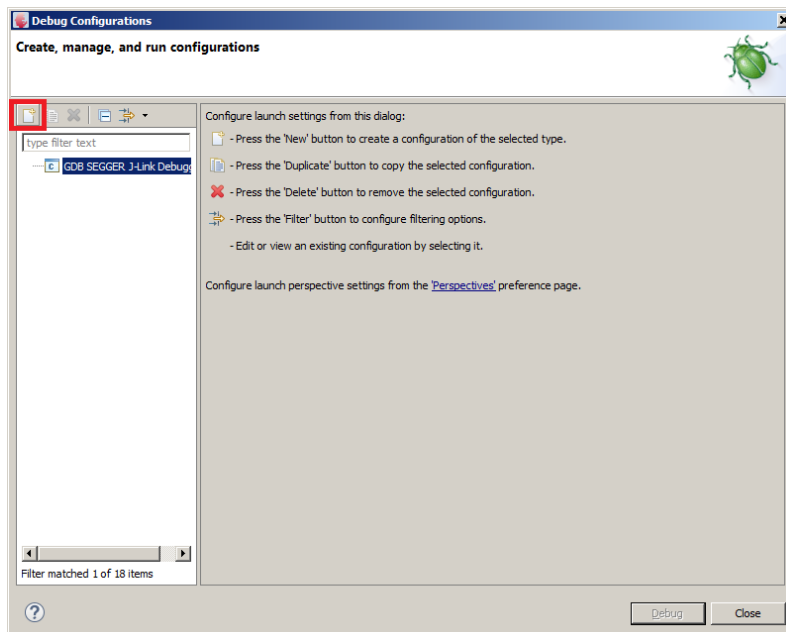 Debug Configurations
Create, manage, and run configurations
type filter text
GDB SEGGER J-Link Debugg
Filter matched 1 of 18 items
Configure launch settings from this dialog:
- Press the 'New' button to create a configuration of the selected type.
- Press the 'Duplicate' button to copy the selected configuration.
- Press the 'Delete' button to remove the selected configuration.
- Press the 'Filter' button to configure filtering options.
- Edit or view an existing configuration by selecting it.
Configure launch perspective settings from the 'Perspectives' preference page.
Debug
Close